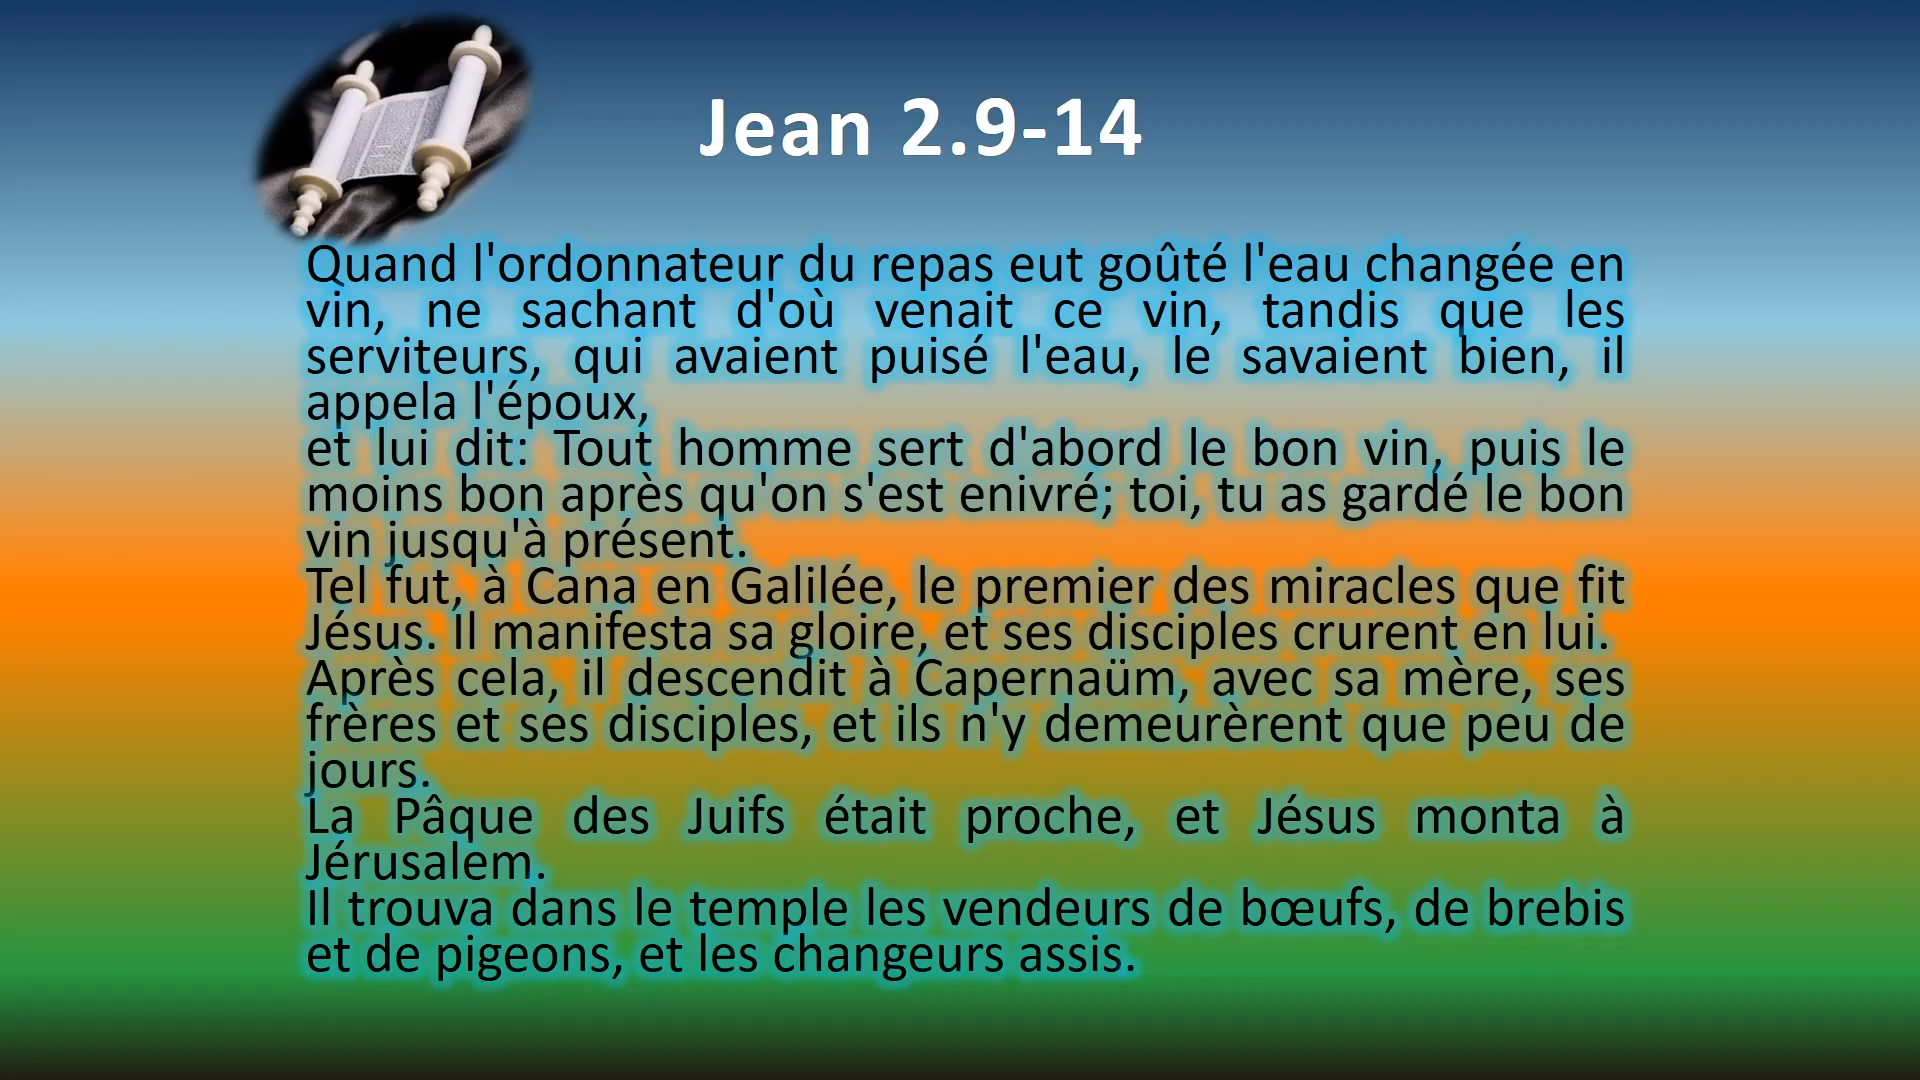 Jean 2.9-14
Quand l'ordonnateur du repas eut goûté l'eau changée en
vin, ne sachant d'où venait ce vin, tandis que les
serviteurs, qui avaient puisé l'eau, le savaient bien, il
appela l'époux,
et lui dit: Tout homme sert d'abord le bon vin, puis le
moins bon après qu'on s'est enivré; toi, tu as gardé le bon
vin jusqu'à présent.
Tel fut, à Cana en Galilée, le premier des miracles que fit
Jésus. Il manifesta sa gloire, et ses disciples crurent en lui.
Après cela, il descendit à Capernaüm, avec sa mère, ses
frères et ses disciples, et ils n'y demeurèrent que peu de
jours.
La Pâque des Juifs était proche, et Jésus monta à
Jérusalem.
Il trouva dans le temple les vendeurs de bœufs, de brebis
et de pigeons, et les changeurs assis.